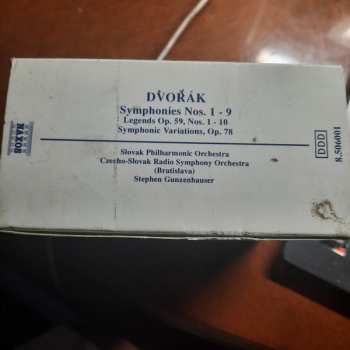 DVOŘÁK
Symphonies Nos. 1 - 9
Legends Op. 59, Nos. 1 - 10
Symphonic Variations, Op. 78
Slovak Philharmonic Orchestra
Czecho-Slovak Radio Symphony Orchestra
(Bratislava)
Stephen Gunzenhauser
DDD
8.506001